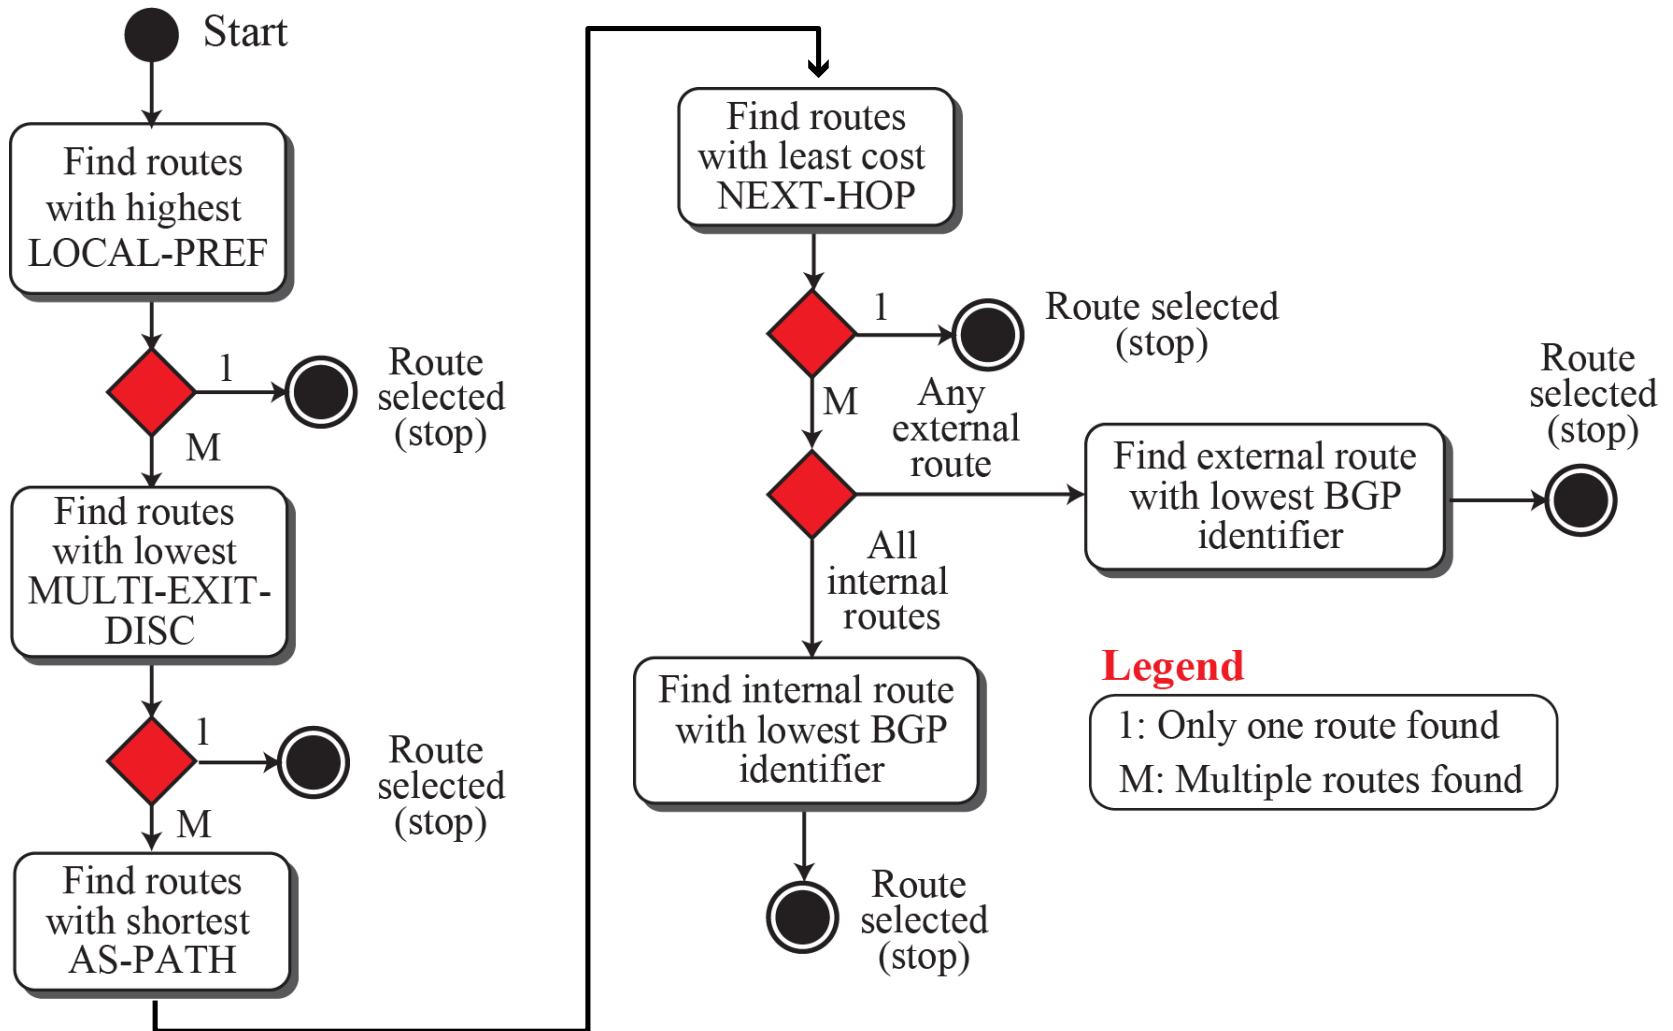 Start
Find routes
with highest
LOCAL-PREF
1
Route
selected
(stop)
M
Find routes
with lowest
MULTI-EXIT-
DISC
1
Route
selected
(stop)
M
Find routes
with shortest
AS-PATH
Find routes
with least cost
NEXT-HOP
1
Route selected
(stop)
M
Any
external
route
Find external route
with lowest BGP
identifier
Route
selected
(stop)
All
internal
routes
Find internal route
with lowest BGP
identifier
Route
selected
(stop)
Legend
1: Only one route found
M: Multiple routes found